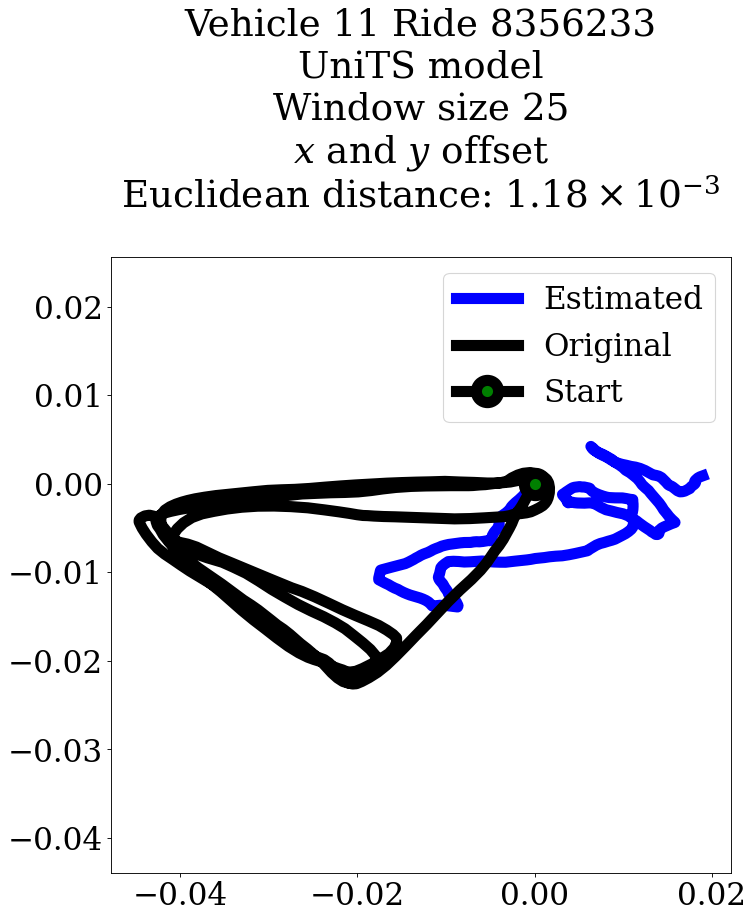 Vehicle 11 Ride 8356233
UniTS model
Window size 25
x and y offset
Euclidean distance: 1.18 × 10⁻³
Estimated
Original
Start
0.02
0.01
0.00
−0.01
−0.02
−0.03
−0.04
−0.04 −0.02 0.00 0.02